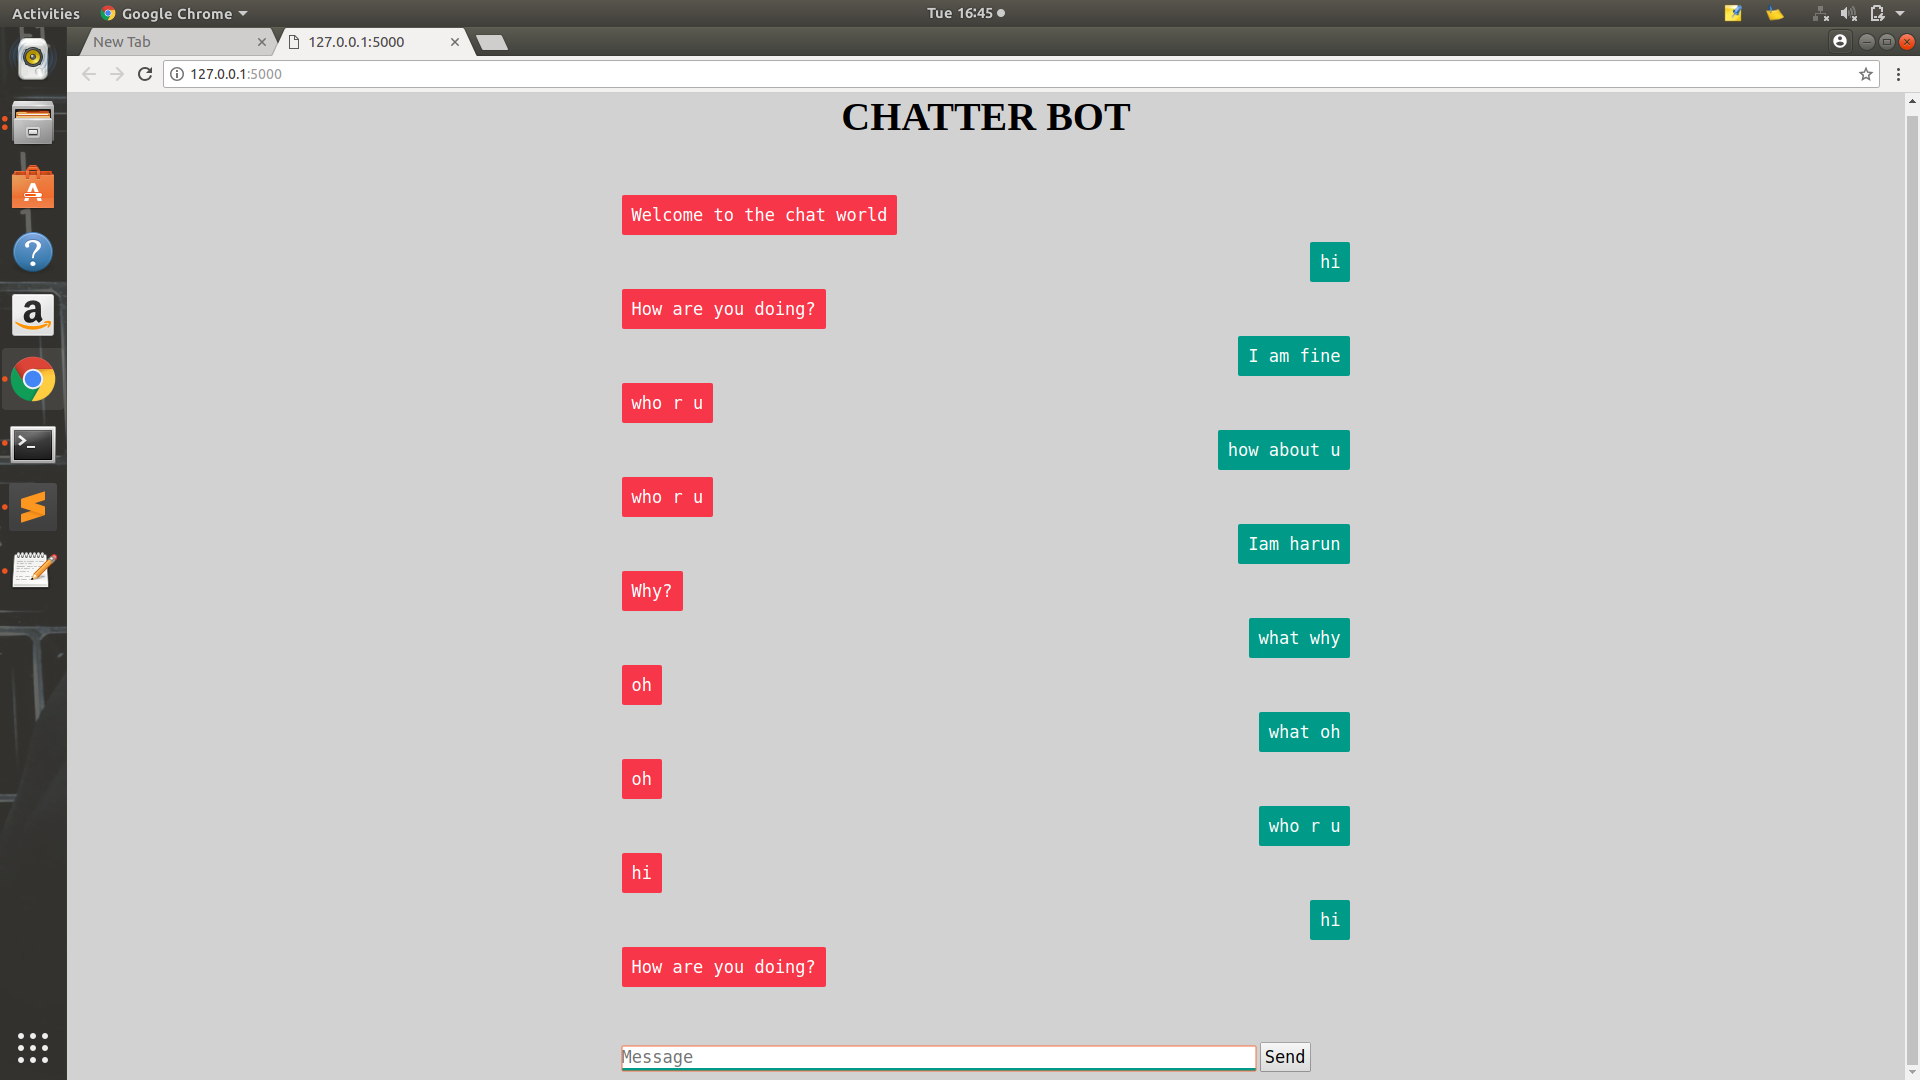 Activities
Google Chrome
Tue 16:45
New Tab
127.0.0.1:5000
127.0.0.1:5000
CHATTER BOT
Welcome to the chat world
hi
How are you doing?
I am fine
who r u
how about u
who r u
Iam harun
Why?
what why
oh
what oh
oh
who r u
hi
hi
How are you doing?
Message
Send